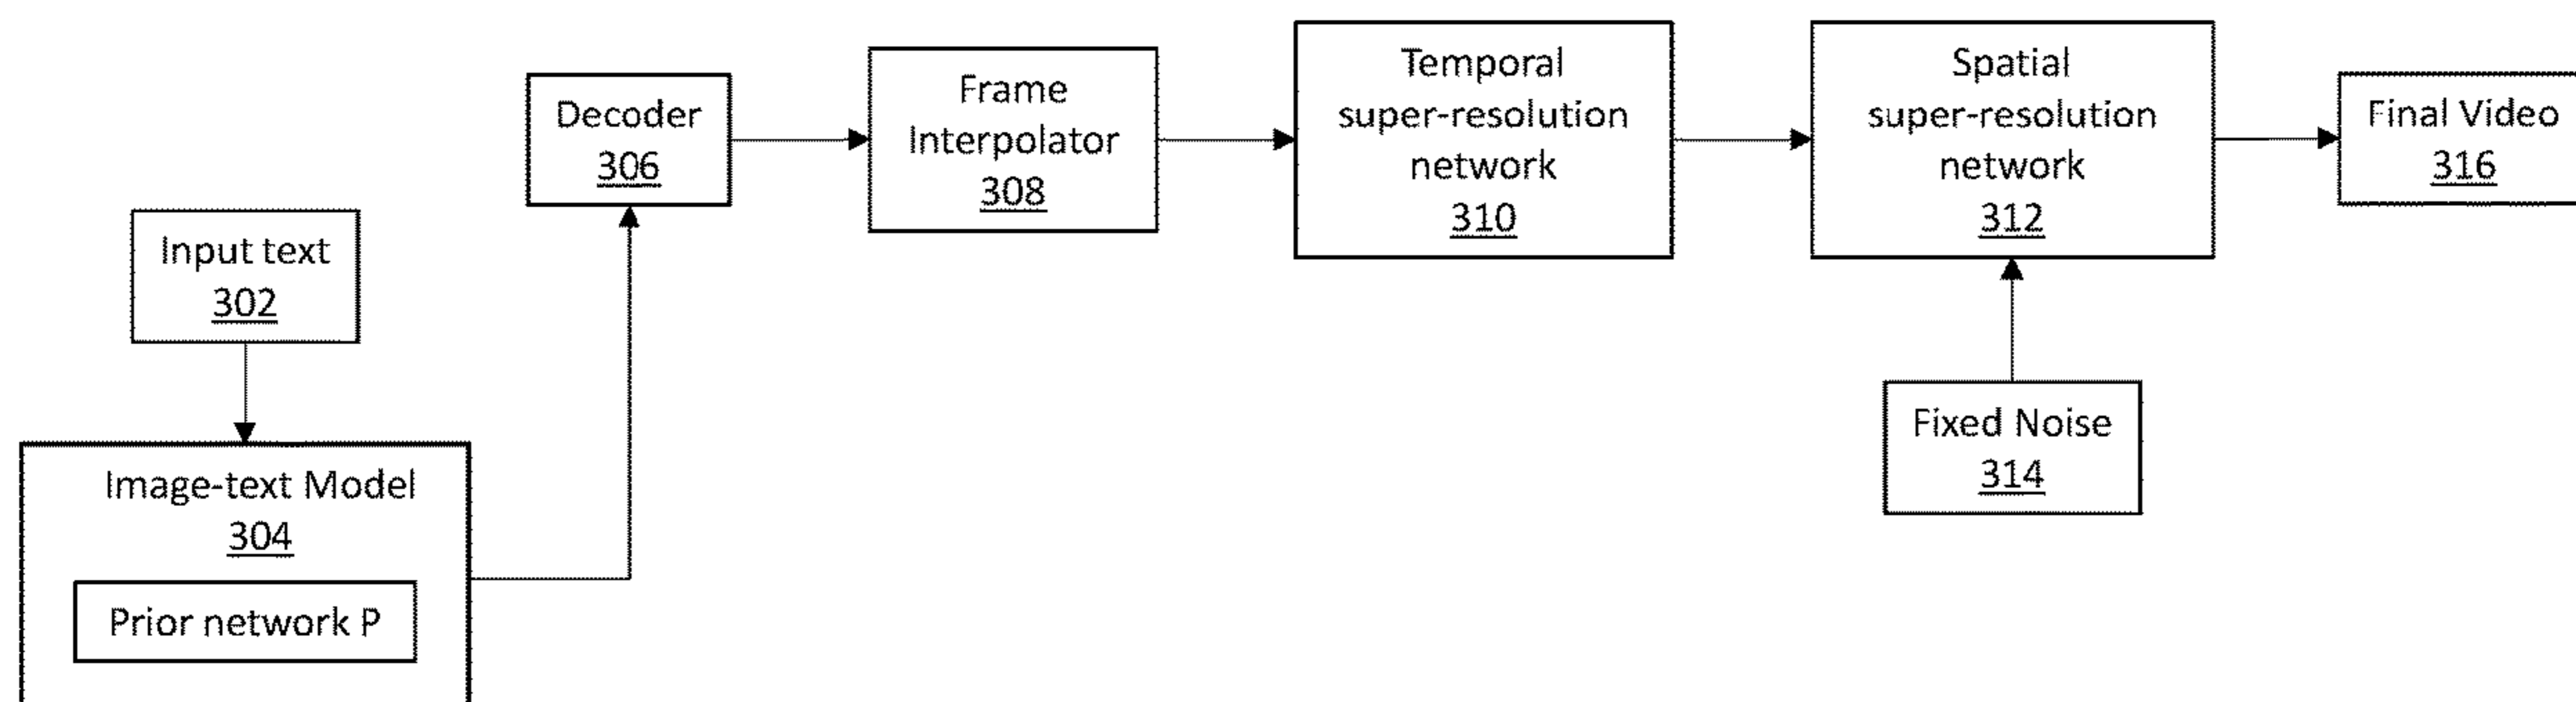 Input text
302
Image-text Model
304
Prior network P
Decoder
306
Frame
Interpolator
308
Temporal
super-resolution
network
310
Spatial
super-resolution
network
312
Fixed Noise
314
Final Video
316